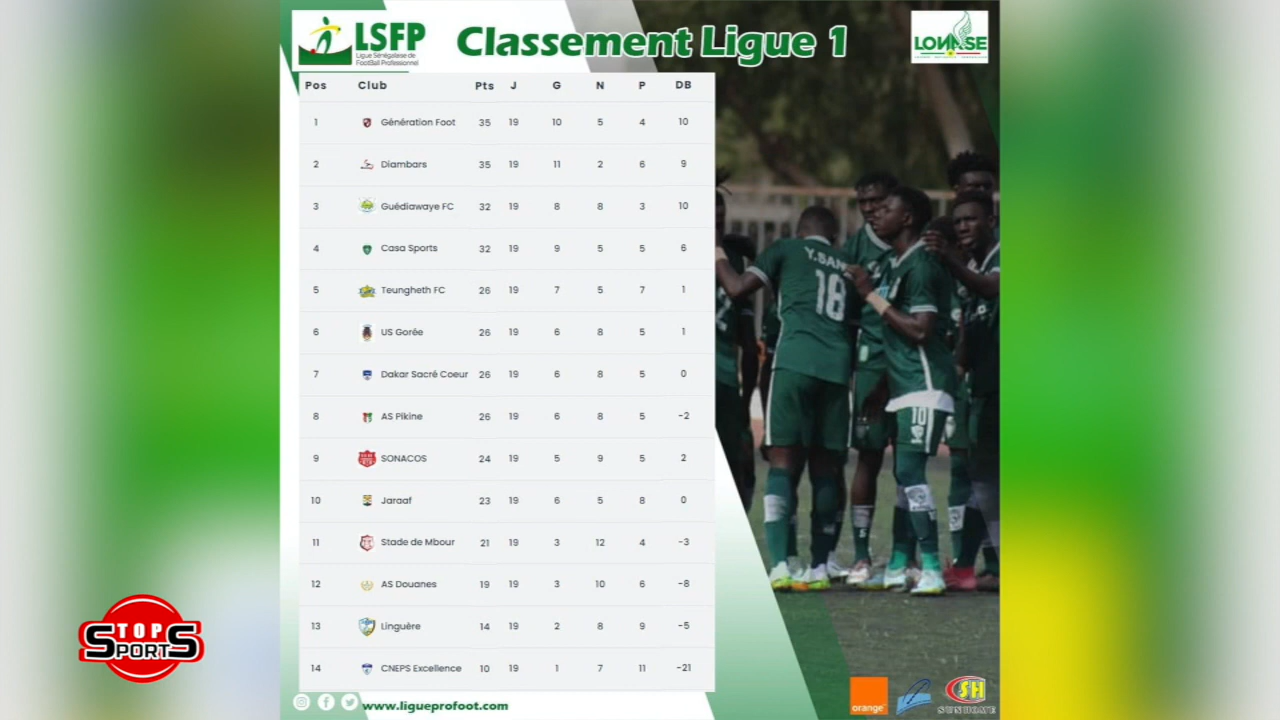 LSFP
Ligue Sénégalaise de
FootBall Professionnel
Classement Ligue 1
LONASE
Pos Club Pts J G N P DB
1 Génération Foot 35 19 10 5 4 10
2 Diambars 35 19 11 2 6 9
3 Guédiawaye FC 32 19 8 8 3 10
4 Casa Sports 32 19 9 5 5 6
5 Teungheth FC 26 19 7 5 7 1
6 US Gorée 26 19 6 8 5 1
7 Dakar Sacré Coeur 26 19 6 8 5 0
8 AS Pikine 26 19 6 8 5 -2
9 SONACOS 24 19 5 9 5 2
10 Jaraaf 23 19 6 5 8 0
11 Stade de Mbour 21 19 3 12 4 -3
12 AS Douanes 19 19 3 10 6 -8
13 Linguère 14 19 2 8 9 -5
14 CNEPS Excellence 10 19 1 7 11 -21
18
10
STOP
SPORTS
www.ligueprofoot.com
orange
SH
SUNHOME